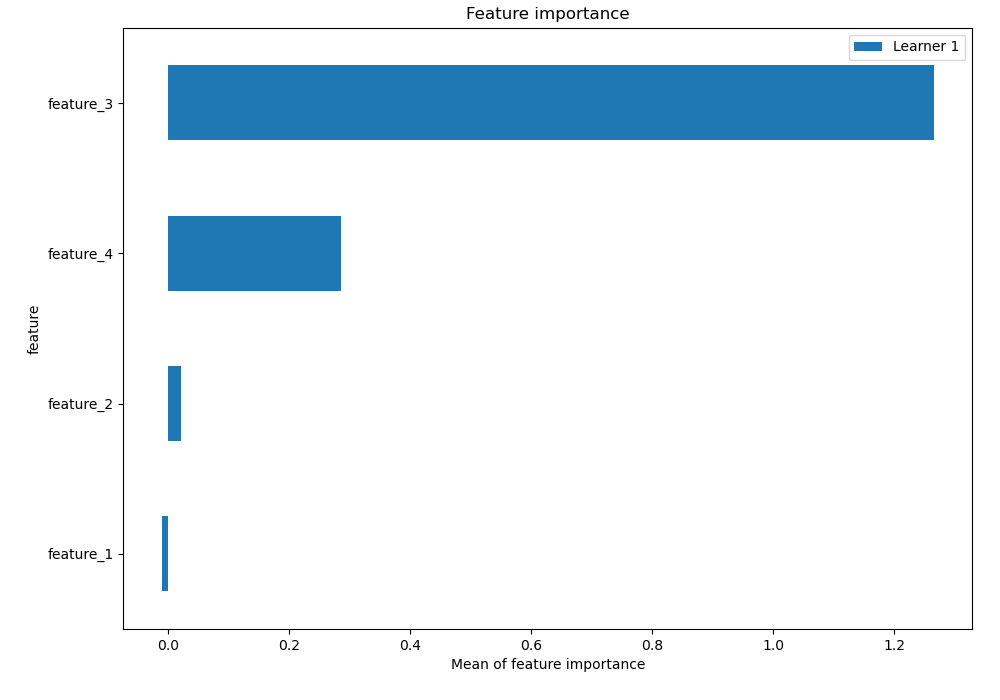 Feature importance
Learner 1
feature_3
feature_4
feature_2
feature_1
feature
0.0 0.2 0.4 0.6 0.8 1.0 1.2
Mean of feature importance